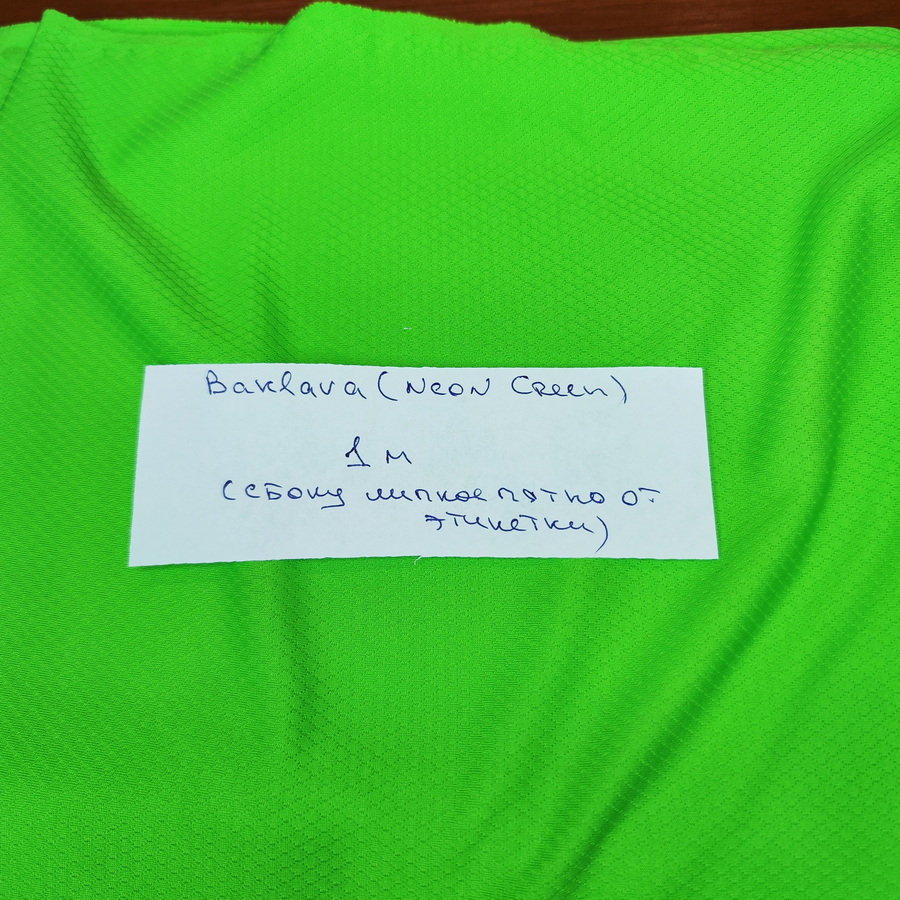 Baklava (Neon Green)
1 м
(сбоку липкое пятно от
этикетки)